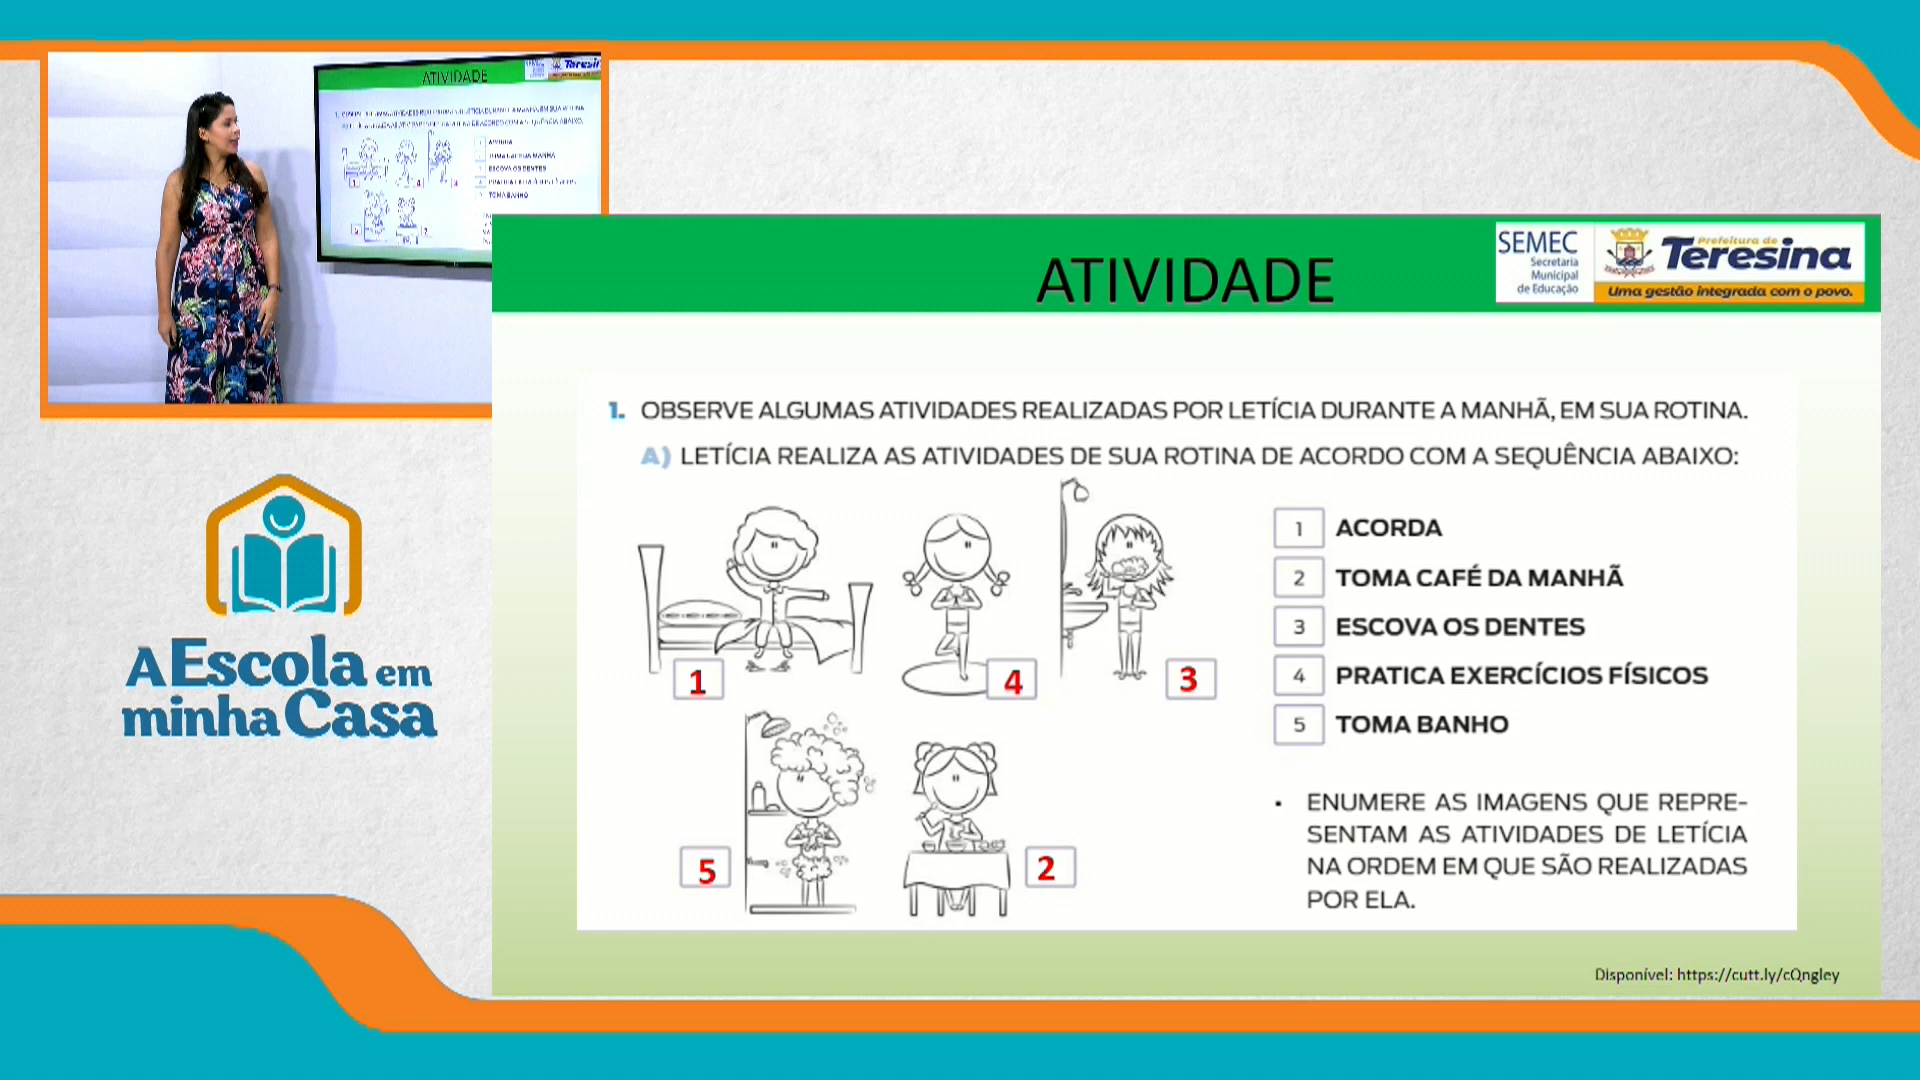 ATIVIDADE
Teresin
ATIVIDADE
SEMEC
Secretaria
Municipal
de Educação
Prefeitura de
Teresina
Uma gestão integrada com o povo.
1. OBSERVE ALGUMAS ATIVIDADES REALIZADAS POR LETÍCIA DURANTE A MANHÃ, EM SUA ROTINA.
A) LETÍCIA REALIZA AS ATIVIDADES DE SUA ROTINA DE ACORDO COM A SEQUÊNCIA ABAIXO:
1 4 3
5 2
1 ACORDA
2 TOMA CAFÉ DA MANHÃ
3 ESCOVA OS DENTES
4 PRATICA EXERCÍCIOS FÍSICOS
5 TOMA BANHO
• ENUMERE AS IMAGENS QUE REPRE-
SENTAM AS ATIVIDADES DE LETÍCIA
NA ORDEM EM QUE SÃO REALIZADAS
POR ELA.
Disponível: https://cutt.ly/cQngley
A Escola em
minha Casa